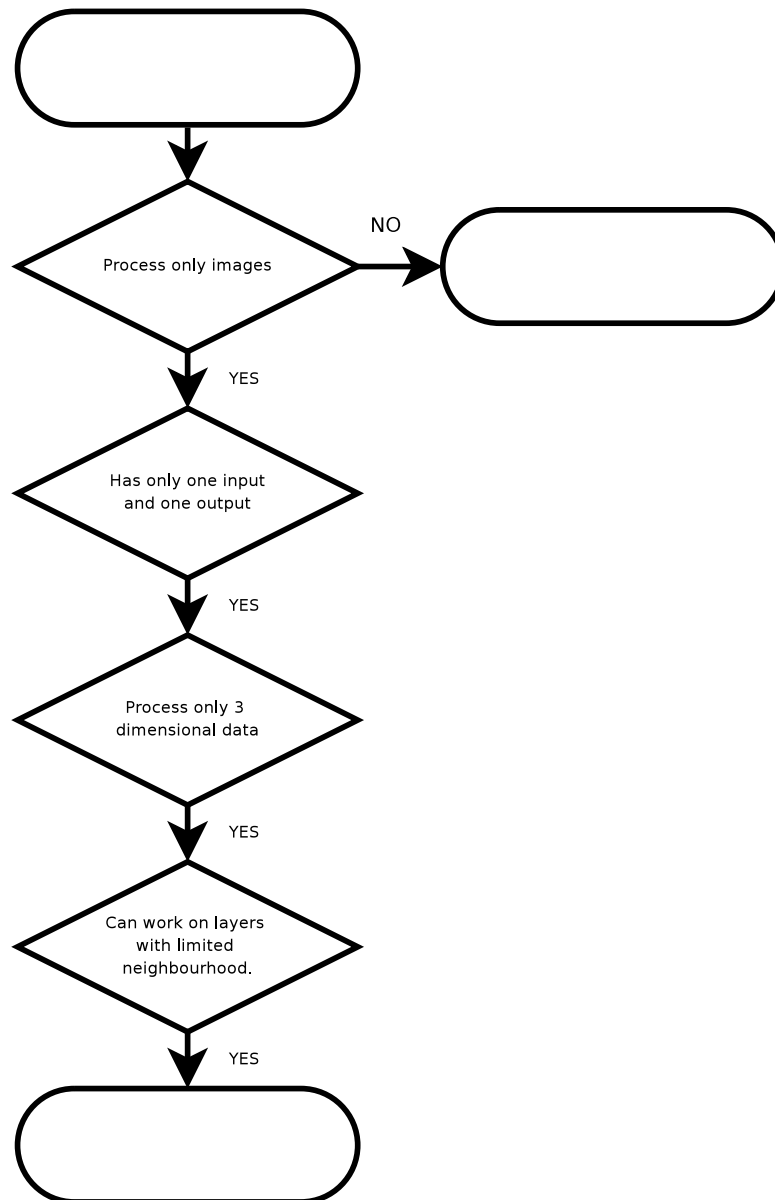 NO
Process only images
YES
Has only one input
and one output
YES
Process only 3
dimensional data
YES
Can work on layers
with limited
neighbourhood.
YES